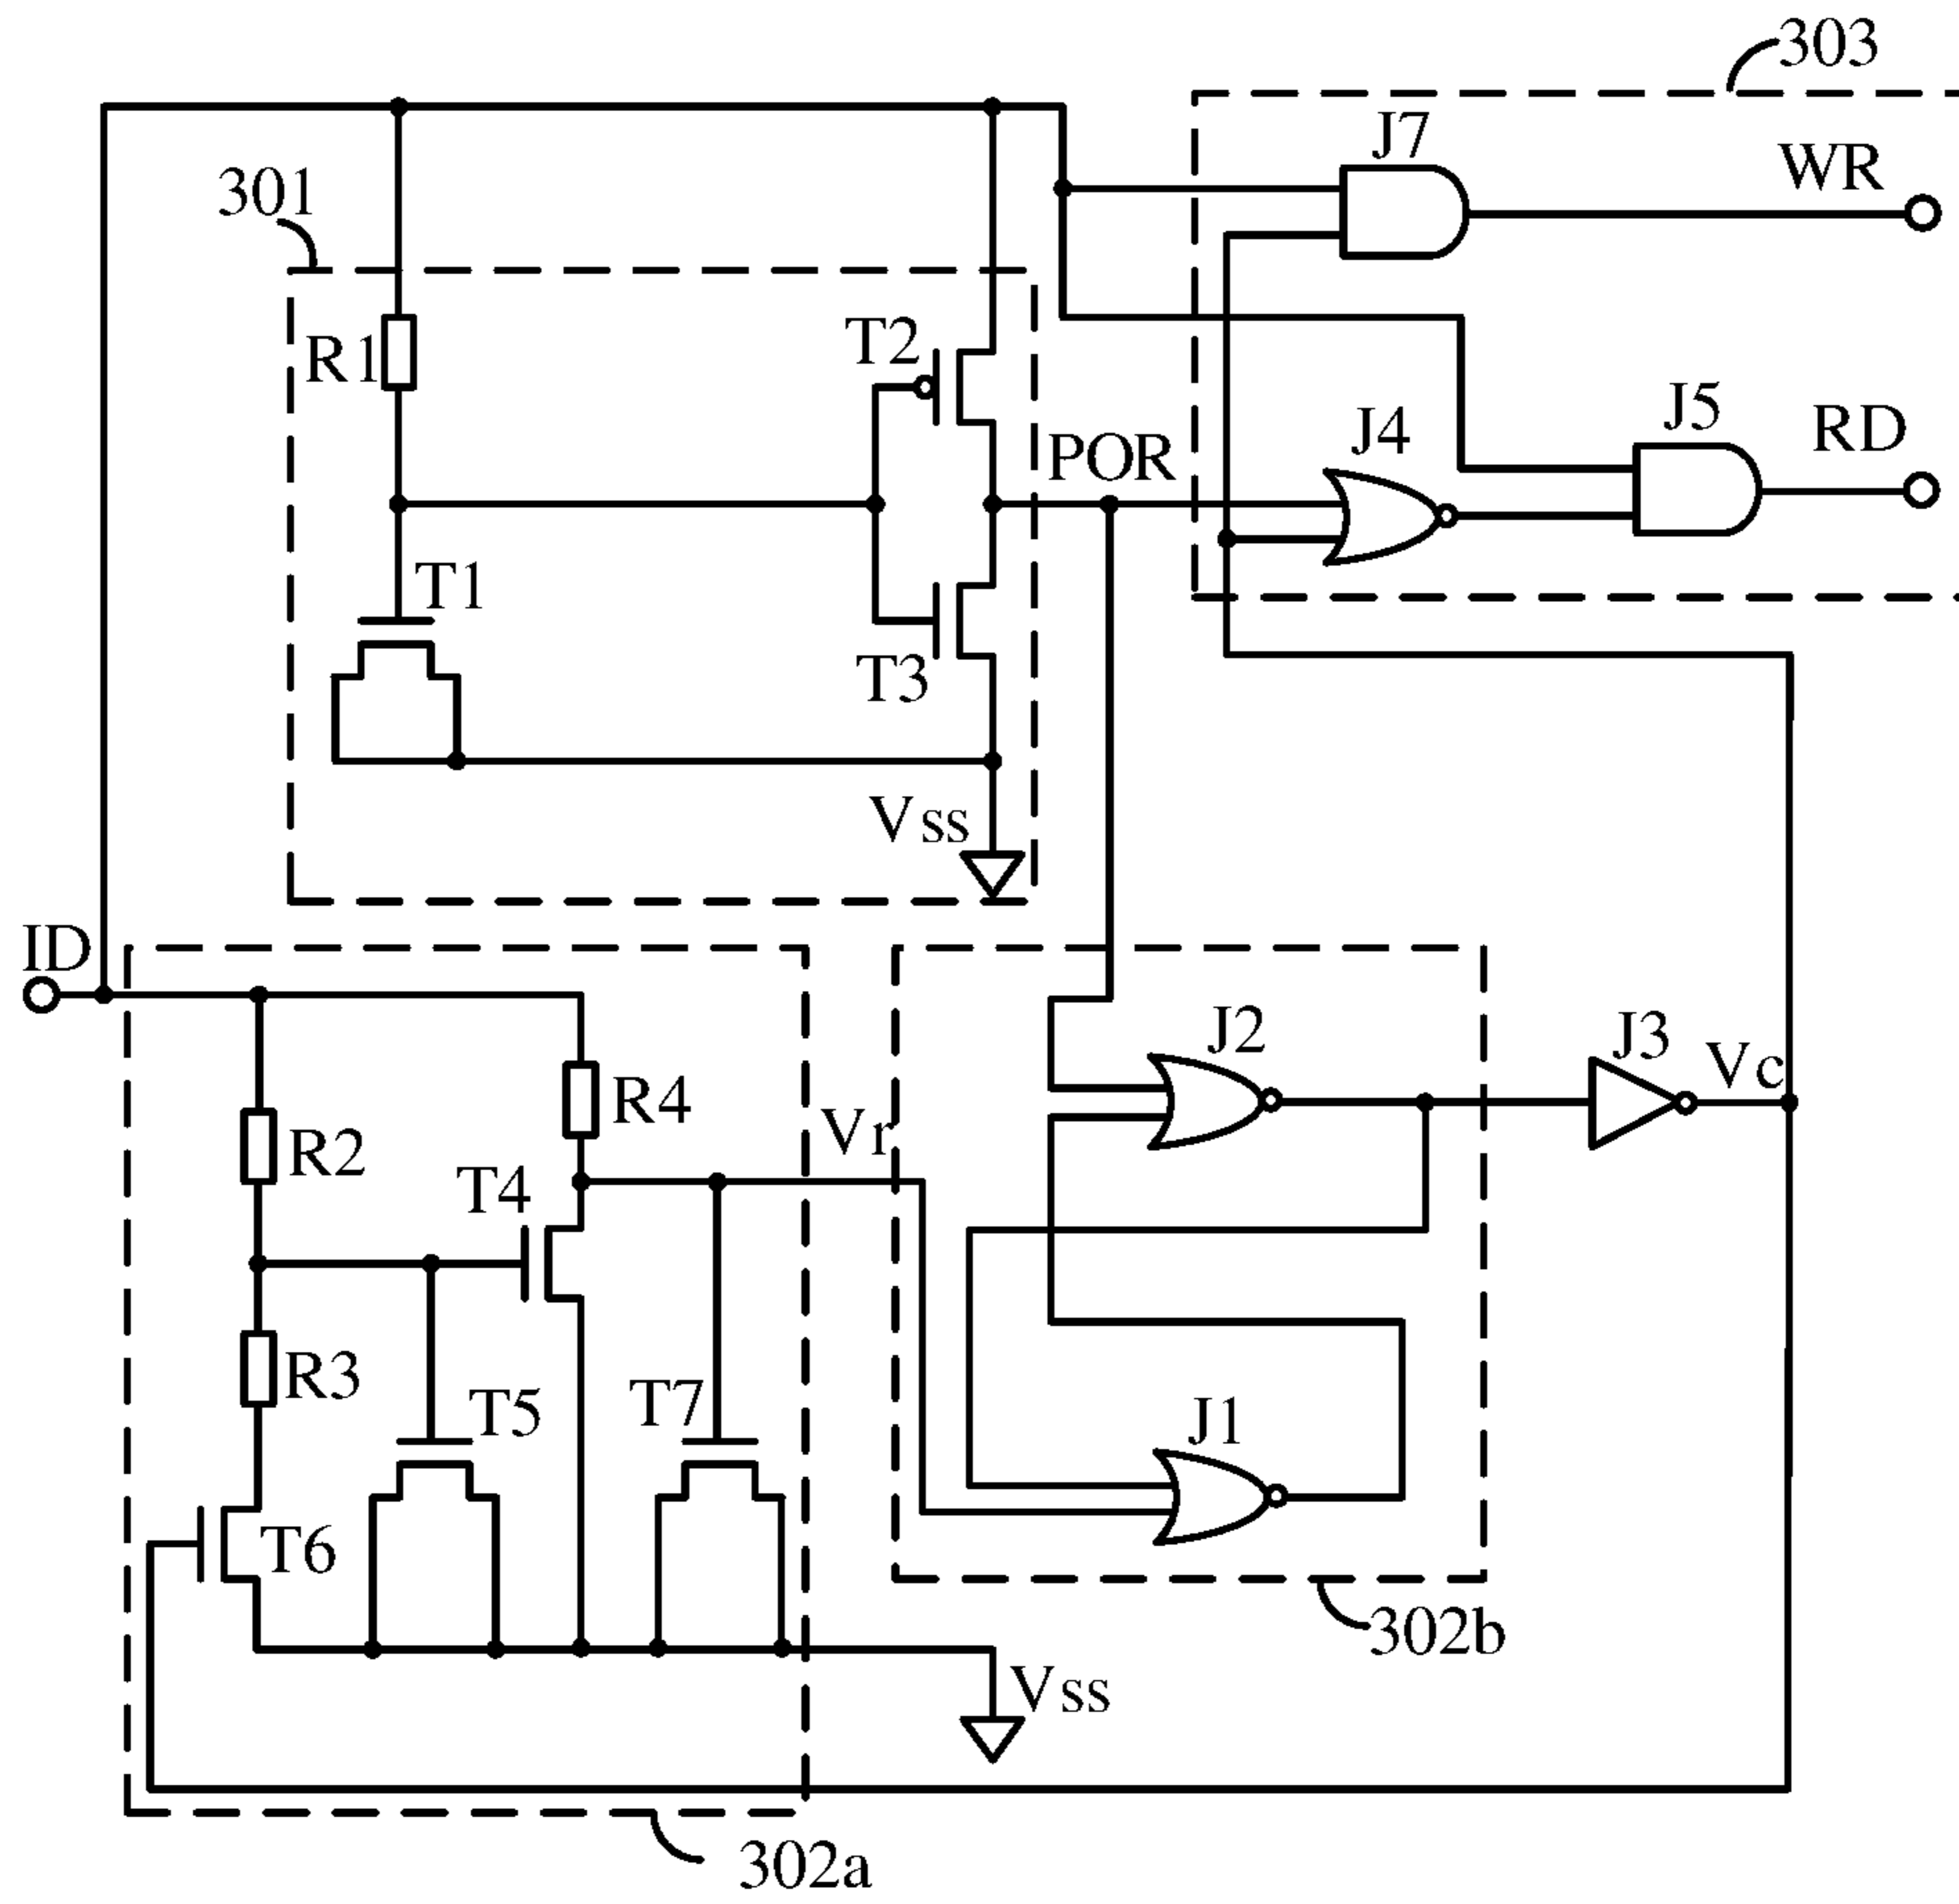 303
J7
WR
301
R1
T2
J5
RD
J4
POR
T1
T3
Vss
ID
J2
J3
Vc
R4
Vr
R2
T4
R3
T5
T7
J1
T6
302b
Vss
302a